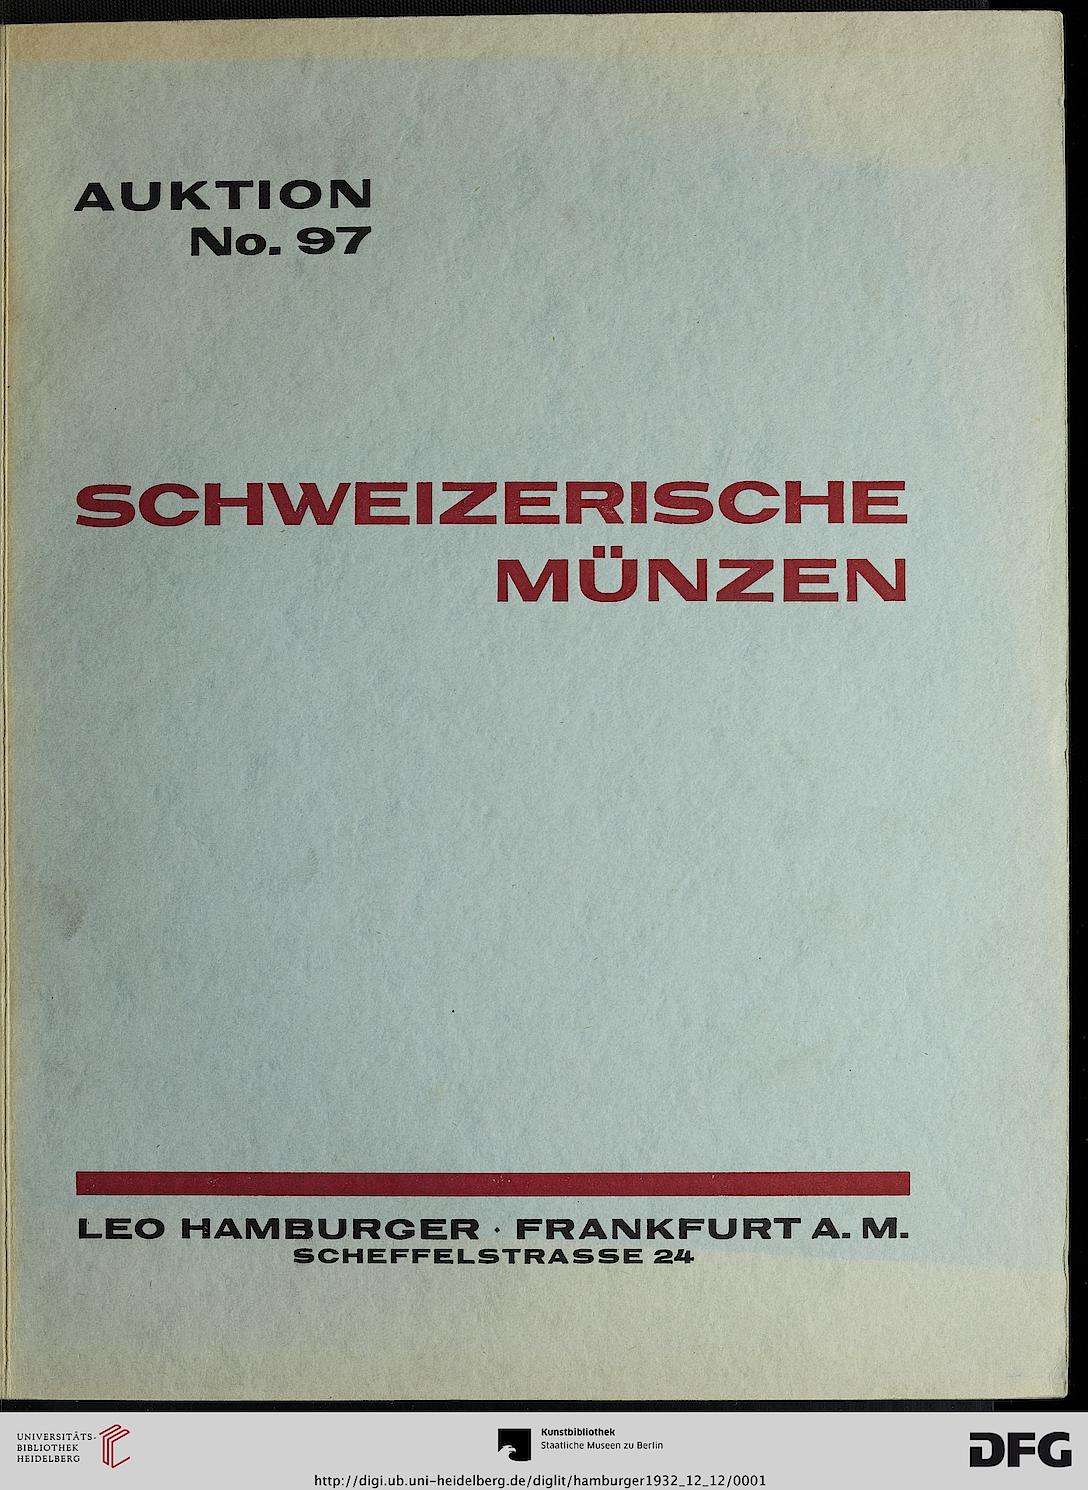 AUKTION
No. 97
SCHWEIZERISCHE
MÜNZEN
LEO HAMBURGER · FRANKFURT A. M.
SCHEFFELSTRASSE 24
UNIVERSITÄTS-
BIBLIOTHEK
HEIDELBERG
Kunstbibliothek
Staatliche Museen zu Berlin
DFG
http://digi.ub.uni-heidelberg.de/diglit/hamburger1932_12_12/0001